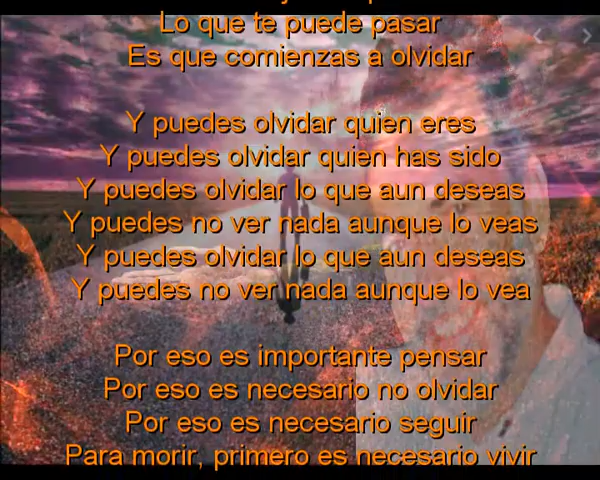 Lo que te puede pasar
Es que comienzas a olvidar
Y puedes olvidar quien eres
Y puedes olvidar quien has sido
Y puedes olvidar lo que aun deseas
Y puedes no ver nada aunque lo veas
Y puedes olvidar lo que aun deseas
Y puedes no ver nada aunque lo vea
Por eso es importante pensar
Por eso es necesario no olvidar
Por eso es necesario seguir
Para morir, primero es necesario vivir